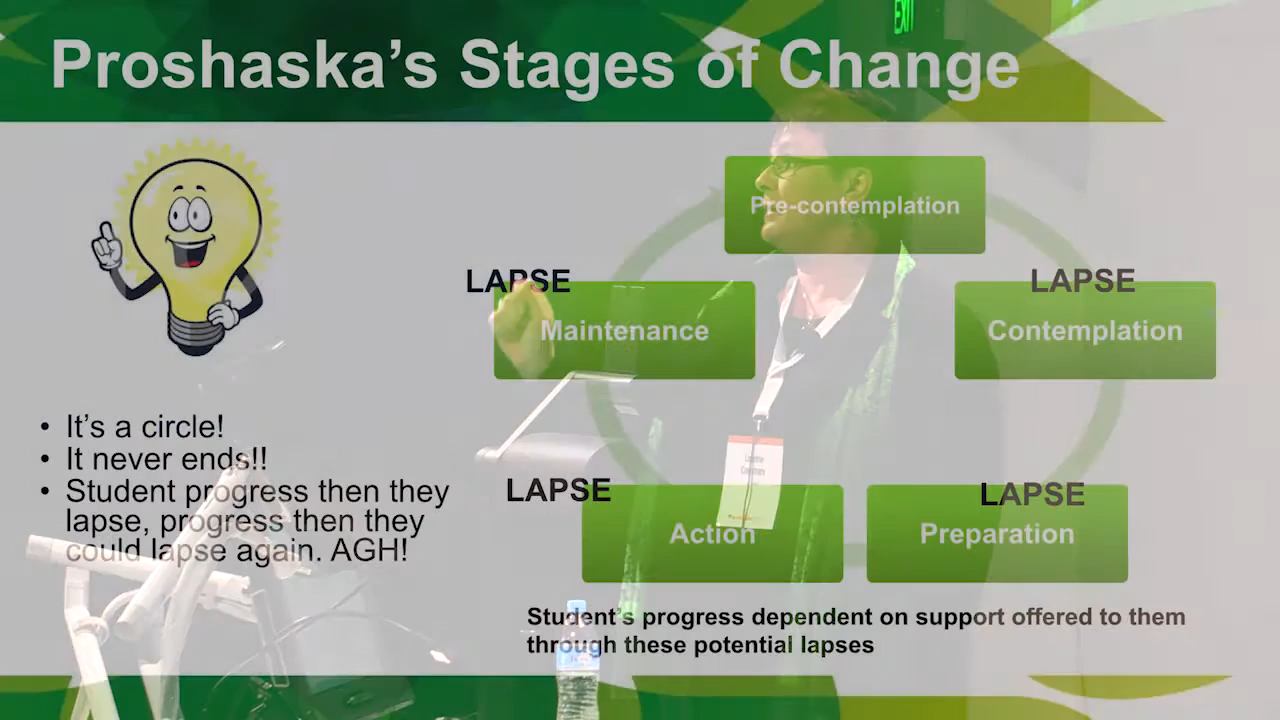 EXIT
Proshaska’s Stages of Change
Pre-contemplation
LAPSE
LAPSE
Maintenance
Contemplation
• It’s a circle!
• It never ends!!
• Student progress then they
lapse, progress then they
could lapse again. AGH!
LAPSE
LAPSE
Action
Preparation
Student’s progress dependent on support offered to them
through these potential lapses